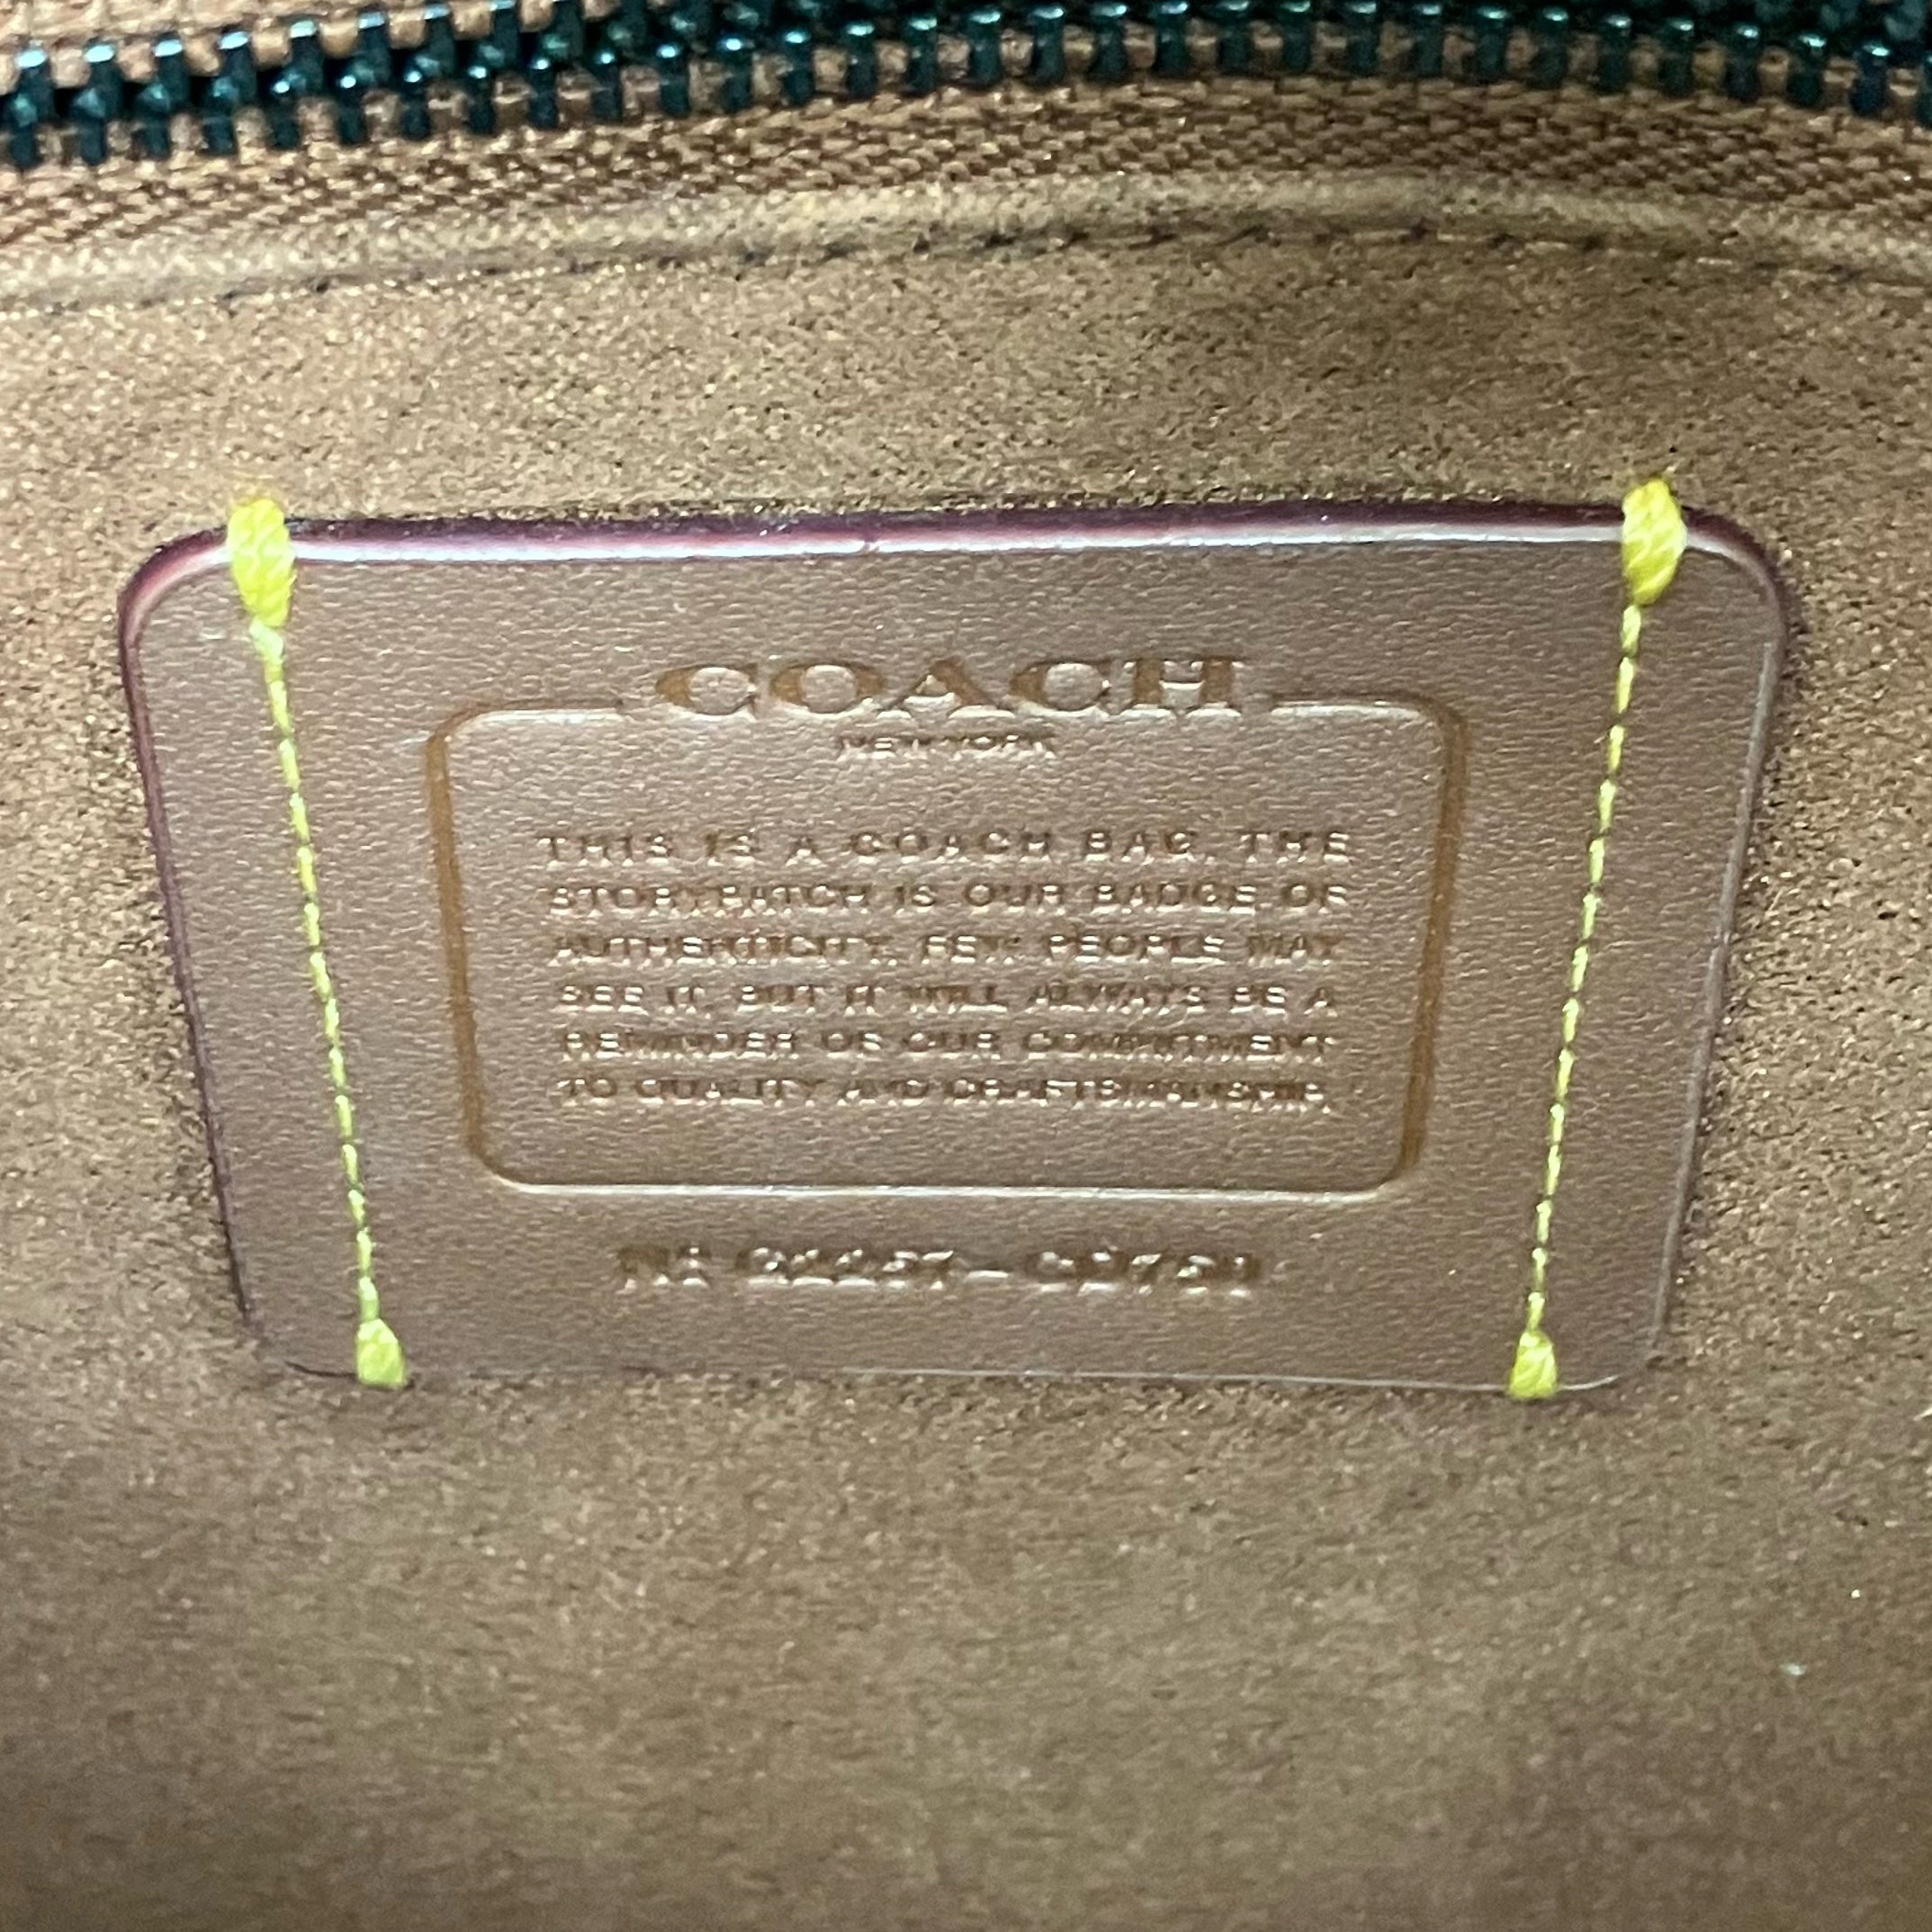 COACH
NEW YORK
THIS IS A COACH BAG. THE
STORYPATCH IS OUR BADGE OF
AUTHENTICITY. FEW PEOPLE MAY
SEE IT, BUT IT WILL ALWAYS BE A
REMINDER OF OUR COMMITMENT
TO QUALITY AND CRAFTSMANSHIP.